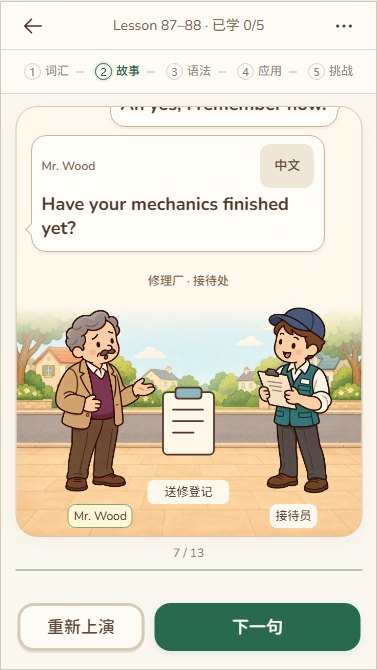 Lesson 87–88 · 已学 0/5
1 词汇 – 2 故事 – 3 语法 – 4 应用 – 5 挑战
Ah yes, I remember now.
Mr. Wood
中文
Have your mechanics finished
yet?
修理厂 · 接待处
送修登记
Mr. Wood
接待员
7 / 13
重新上演
下一句